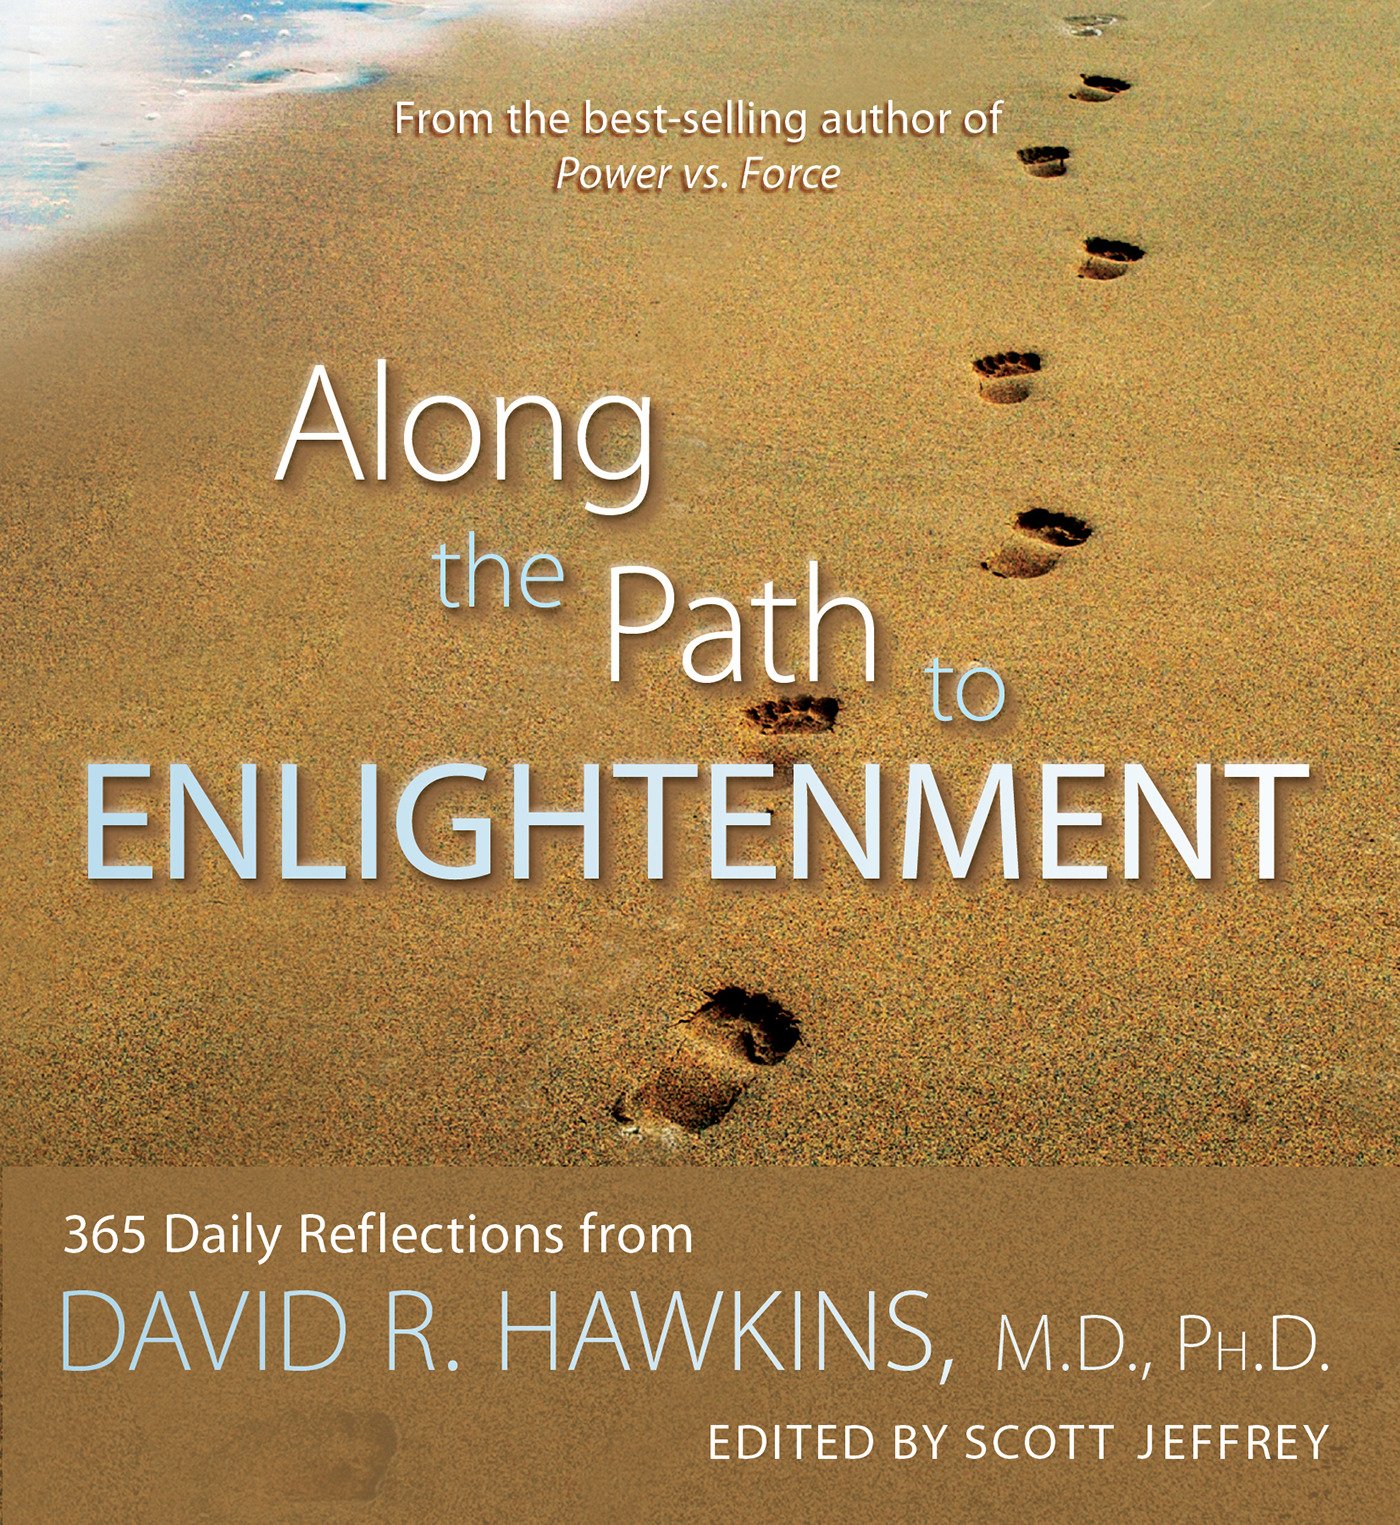 From the best-selling author of
Power vs. Force
Along
the Path to
ENLIGHTENMENT
365 Daily Reflections from
DAVID R. HAWKINS, M.D., PH.D.
EDITED BY SCOTT JEFFREY